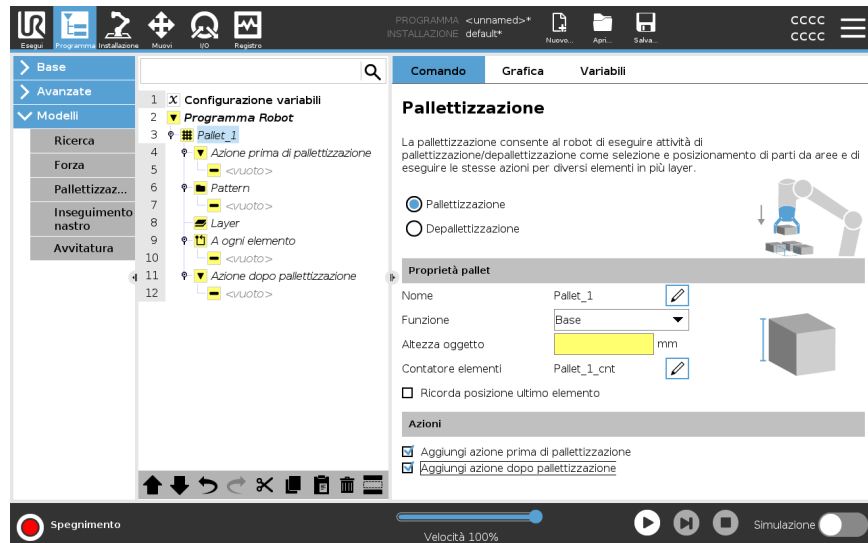 UR
PROGRAMMA <unnamed>*
INSTALLAZIONE default*
Esegui Programma Installazione Muovi I/O Registro
Nuovo... Apri... Salva...
cccc
cccc
Base
Avanzate
Modelli
Ricerca
Forza
Pallettizzaz...
Inseguimento
nastro
Avvitatura
1 X Configurazione variabili
2 Programma Robot
3 Pallet_1
4 Azione prima di pallettizzazione
5 <vuoto>
6 Pattern
7 <vuoto>
8 Layer
9 A ogni elemento
10 <vuoto>
11 Azione dopo pallettizzazione
12 <vuoto>
Comando Grafica Variabili
Pallettizzazione
La pallettizzazione consente al robot di eseguire attività di
pallettizzazione/depallettizzazione come selezione e posizionamento di parti da aree e di
eseguire le stesse azioni per diversi elementi in più layer.
Pallettizzazione
Depallettizzazione
Proprietà pallet
Nome Pallet_1
Funzione Base
Altezza oggetto mm
Contatore elementi Pallet_1_cnt
Ricorda posizione ultimo elemento
Azioni
Aggiungi azione prima di pallettizzazione
Aggiungi azione dopo pallettizzazione
Spegnimento
Velocità 100%
Simulazione